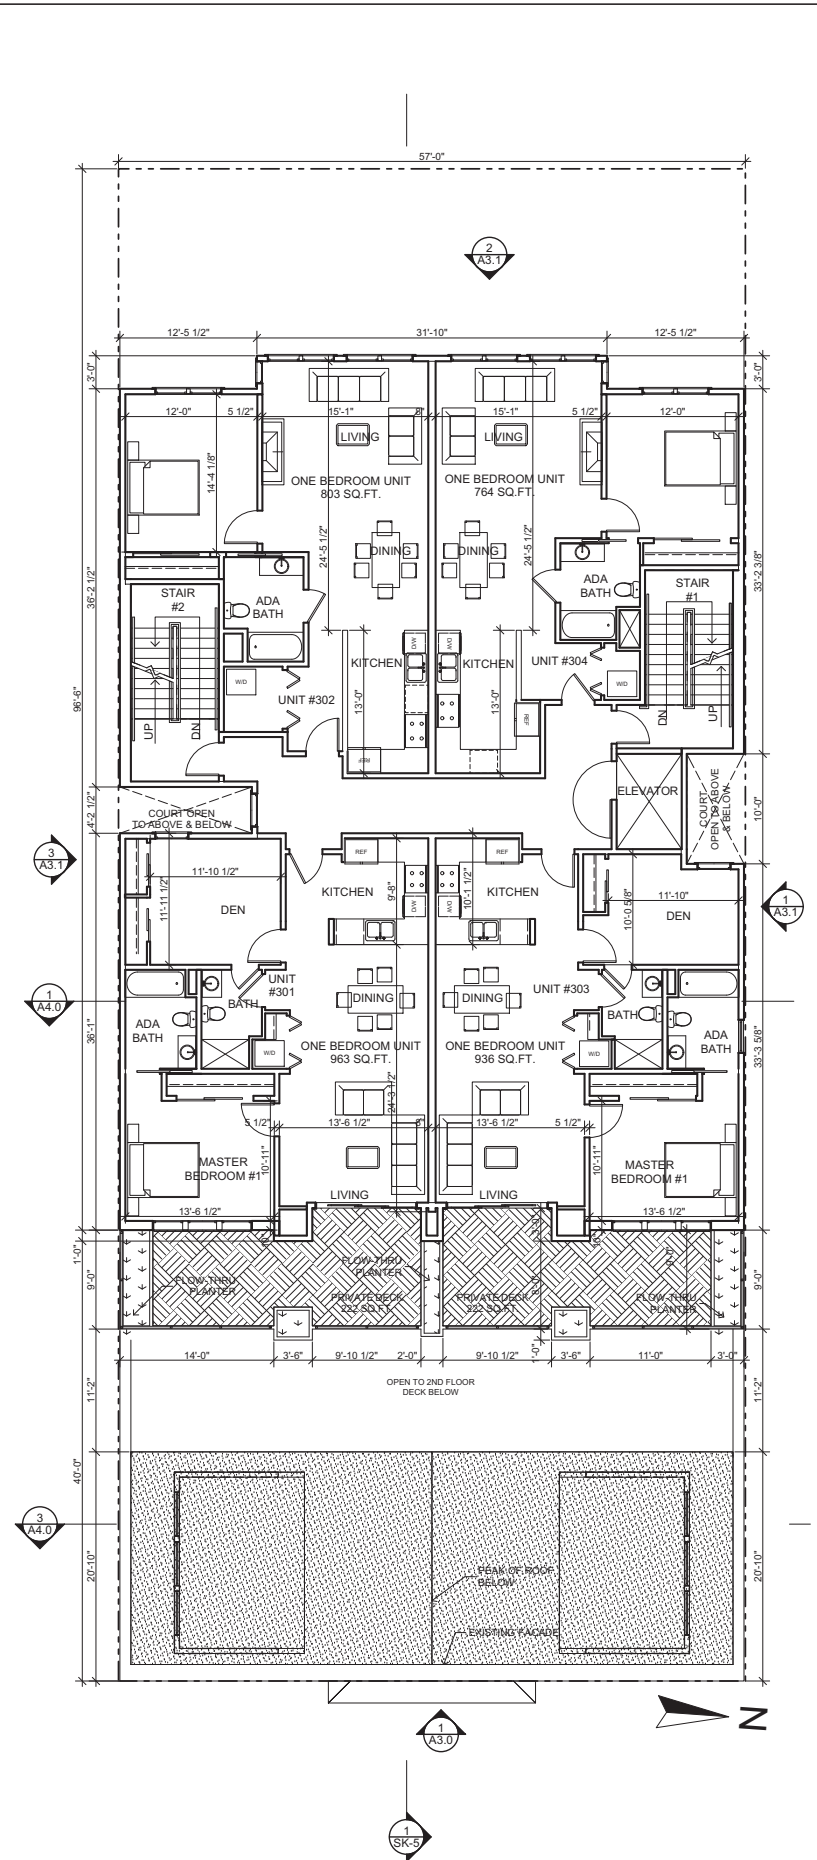 57'-0"
2
A3.1
12'-5 1/2"
31'-10"
12'-5 1/2"
3'-0"
3'-0"
12'-0"
5 1/2"
15'-1"
8"
15'-1"
5 1/2"
12'-0"
LIVING
LIVING
14'-4 1/8"
ONE BEDROOM UNIT
803 SQ.FT.
ONE BEDROOM UNIT
764 SQ.FT.
24'-5 1/2"
24'-5 1/2"
DINING
DINING
36'-2 1/2"
33'-2 3/8"
STAIR
#2
ADA
BATH
ADA
BATH
STAIR
#1
KITCHEN
D/W
D/W
KITCHEN
UNIT #304
W/D
W/D
UNIT #302
13'-0"
13'-0"
96'-6"
UP
DN
REF
REF
DN
UP
4'-2 1/2"
COURT OPEN
TO ABOVE & BELOW
ELEVATOR
COURT
OPEN TO ABOVE
& BELOW
10'-0"
3
A3.1
REF
REF
11'-10 1/2"
11'-11 1/2"
KITCHEN
9'-8"
10'-1 1/2"
KITCHEN
10'-0 5/8"
11'-10"
1
A3.1
DEN
D/W
D/W
DEN
UNIT
#301
UNIT #303
1
A4.0
BATH
DINING
DINING
BATH
36'-1"
ADA
BATH
ADA
BATH
33'-3 5/8"
W/D
W/D
ONE BEDROOM UNIT
963 SQ.FT.
ONE BEDROOM UNIT
936 SQ.FT.
24'-3 1/2"
5 1/2"
13'-6 1/2"
8"
13'-6 1/2"
5 1/2"
10'-11"
10'-11"
MASTER
BEDROOM #1
MASTER
BEDROOM #1
LIVING
LIVING
13'-6 1/2"
13'-6 1/2"
10"
3'-0"
10"
1'-0"
9'-0"
9'-0"
9'-0"
8'-0"
FLOW-THRU
PLANTER
FLOW-THRU
PLANTER
FLOW-THRU
PLANTER
PRIVATE DECK
222 SQ.FT.
PRIVATE DECK
222 SQ.FT.
1'-0"
14'-0"
3'-6"
9'-10 1/2"
2'-0"
9'-10 1/2"
3'-6"
11'-0"
3'-0"
OPEN TO 2ND FLOOR
DECK BELOW
11'-2"
11'-2"
40'-0"
3
A4.0
20'-10"
20'-10"
PEAK OF ROOF
BELOW
EXISTING FACADE
N
1
A3.0
1
SK-5